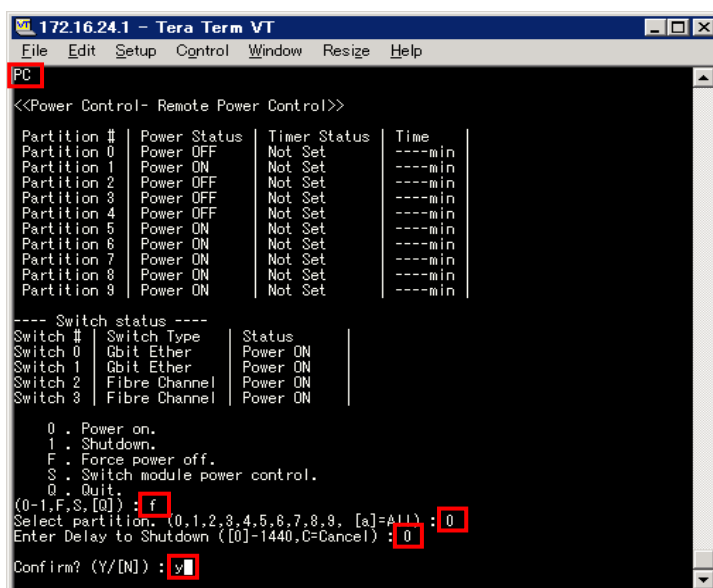 172.16.24.1 - Tera Term VT
File Edit Setup Control Window Resize Help
PC
<<Power Control- Remote Power Control>>
Partition # | Power Status | Timer Status | Time |
Partition 0 | Power OFF | Not Set | ----min |
Partition 1 | Power ON | Not Set | ----min |
Partition 2 | Power OFF | Not Set | ----min |
Partition 3 | Power OFF | Not Set | ----min |
Partition 4 | Power OFF | Not Set | ----min |
Partition 5 | Power ON | Not Set | ----min |
Partition 6 | Power ON | Not Set | ----min |
Partition 7 | Power ON | Not Set | ----min |
Partition 8 | Power ON | Not Set | ----min |
Partition 9 | Power ON | Not Set | ----min |
---- Switch status ----
Switch # | Switch Type | Status |
Switch 0 | Gbit Ether | Power ON |
Switch 1 | Gbit Ether | Power ON |
Switch 2 | Fibre Channel | Power ON |
Switch 3 | Fibre Channel | Power ON |
0 . Power on.
1 . Shutdown.
F . Force power off.
S . Switch module power control.
Q . Quit.
(0-1,F,S,[Q]) : f
Select partition. (0,1,2,3,4,5,6,7,8,9, [a]=All) : 0
Enter Delay to Shutdown ([0]-1440,C=Cancel) : 0
Confirm? (Y/[N]) : y